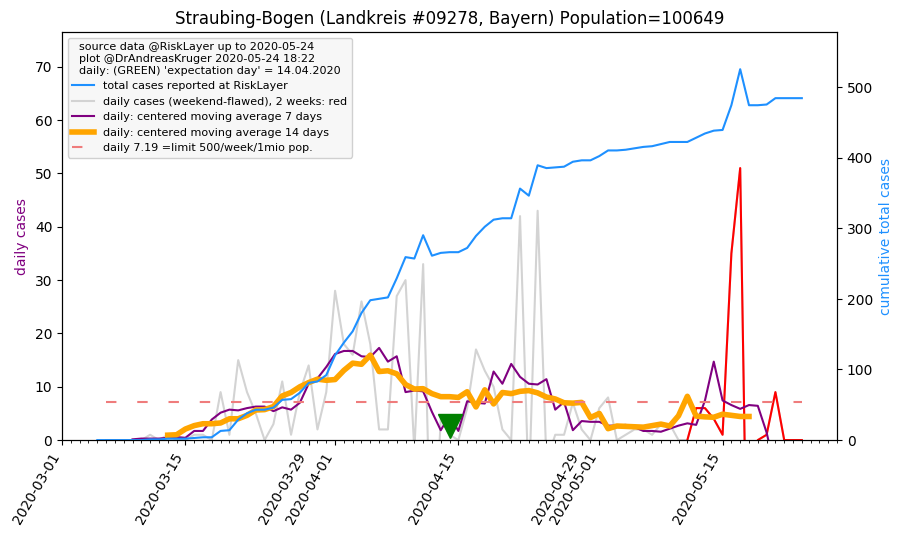 Straubing-Bogen (Landkreis #09278, Bayern) Population=100649
source data @RiskLayer up to 2020-05-24
plot @DrAndreasKruger 2020-05-24 18:22
daily: (GREEN) 'expectation day' = 14.04.2020
total cases reported at RiskLayer
daily cases (weekend-flawed), 2 weeks: red
daily: centered moving average 7 days
daily: centered moving average 14 days
daily 7.19 =limit 500/week/1mio pop.
daily cases
70
60
50
40
30
20
10
0
cumulative total cases
500
400
300
200
100
0
2020-03-01
2020-03-15
2020-03-29
2020-04-01
2020-04-15
2020-04-29
2020-05-01
2020-05-15